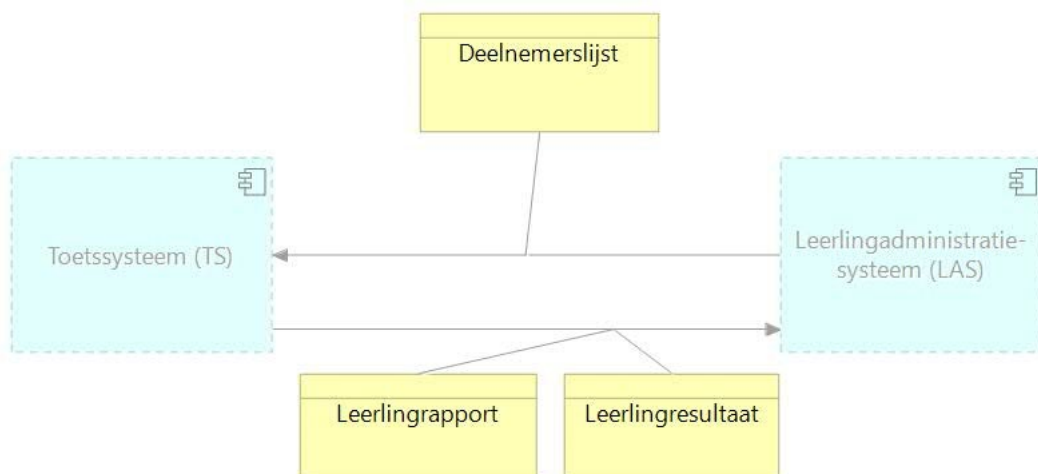 Deelnemerslijst
Toetssysteem (TS)
Leerlingadministratie-
systeem (LAS)
Leerlingrapport
Leerlingresultaat